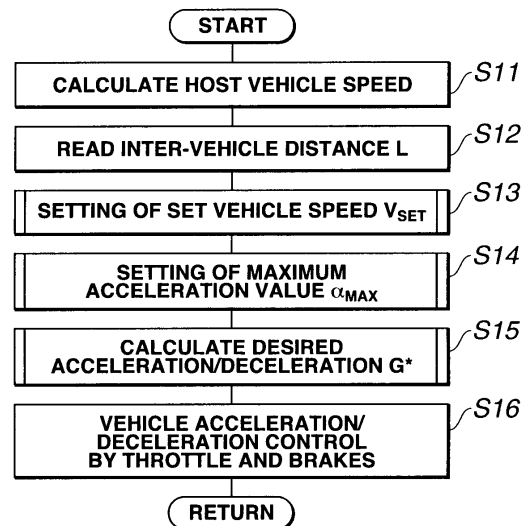 START
CALCULATE HOST VEHICLE SPEED
S11
READ INTER-VEHICLE DISTANCE L
S12
SETTING OF SET VEHICLE SPEED VSET
S13
SETTING OF MAXIMUM
ACCELERATION VALUE αMAX
S14
CALCULATE DESIRED
ACCELERATION/DECELERATION G*
S15
VEHICLE ACCELERATION/
DECELERATION CONTROL
BY THROTTLE AND BRAKES
S16
RETURN